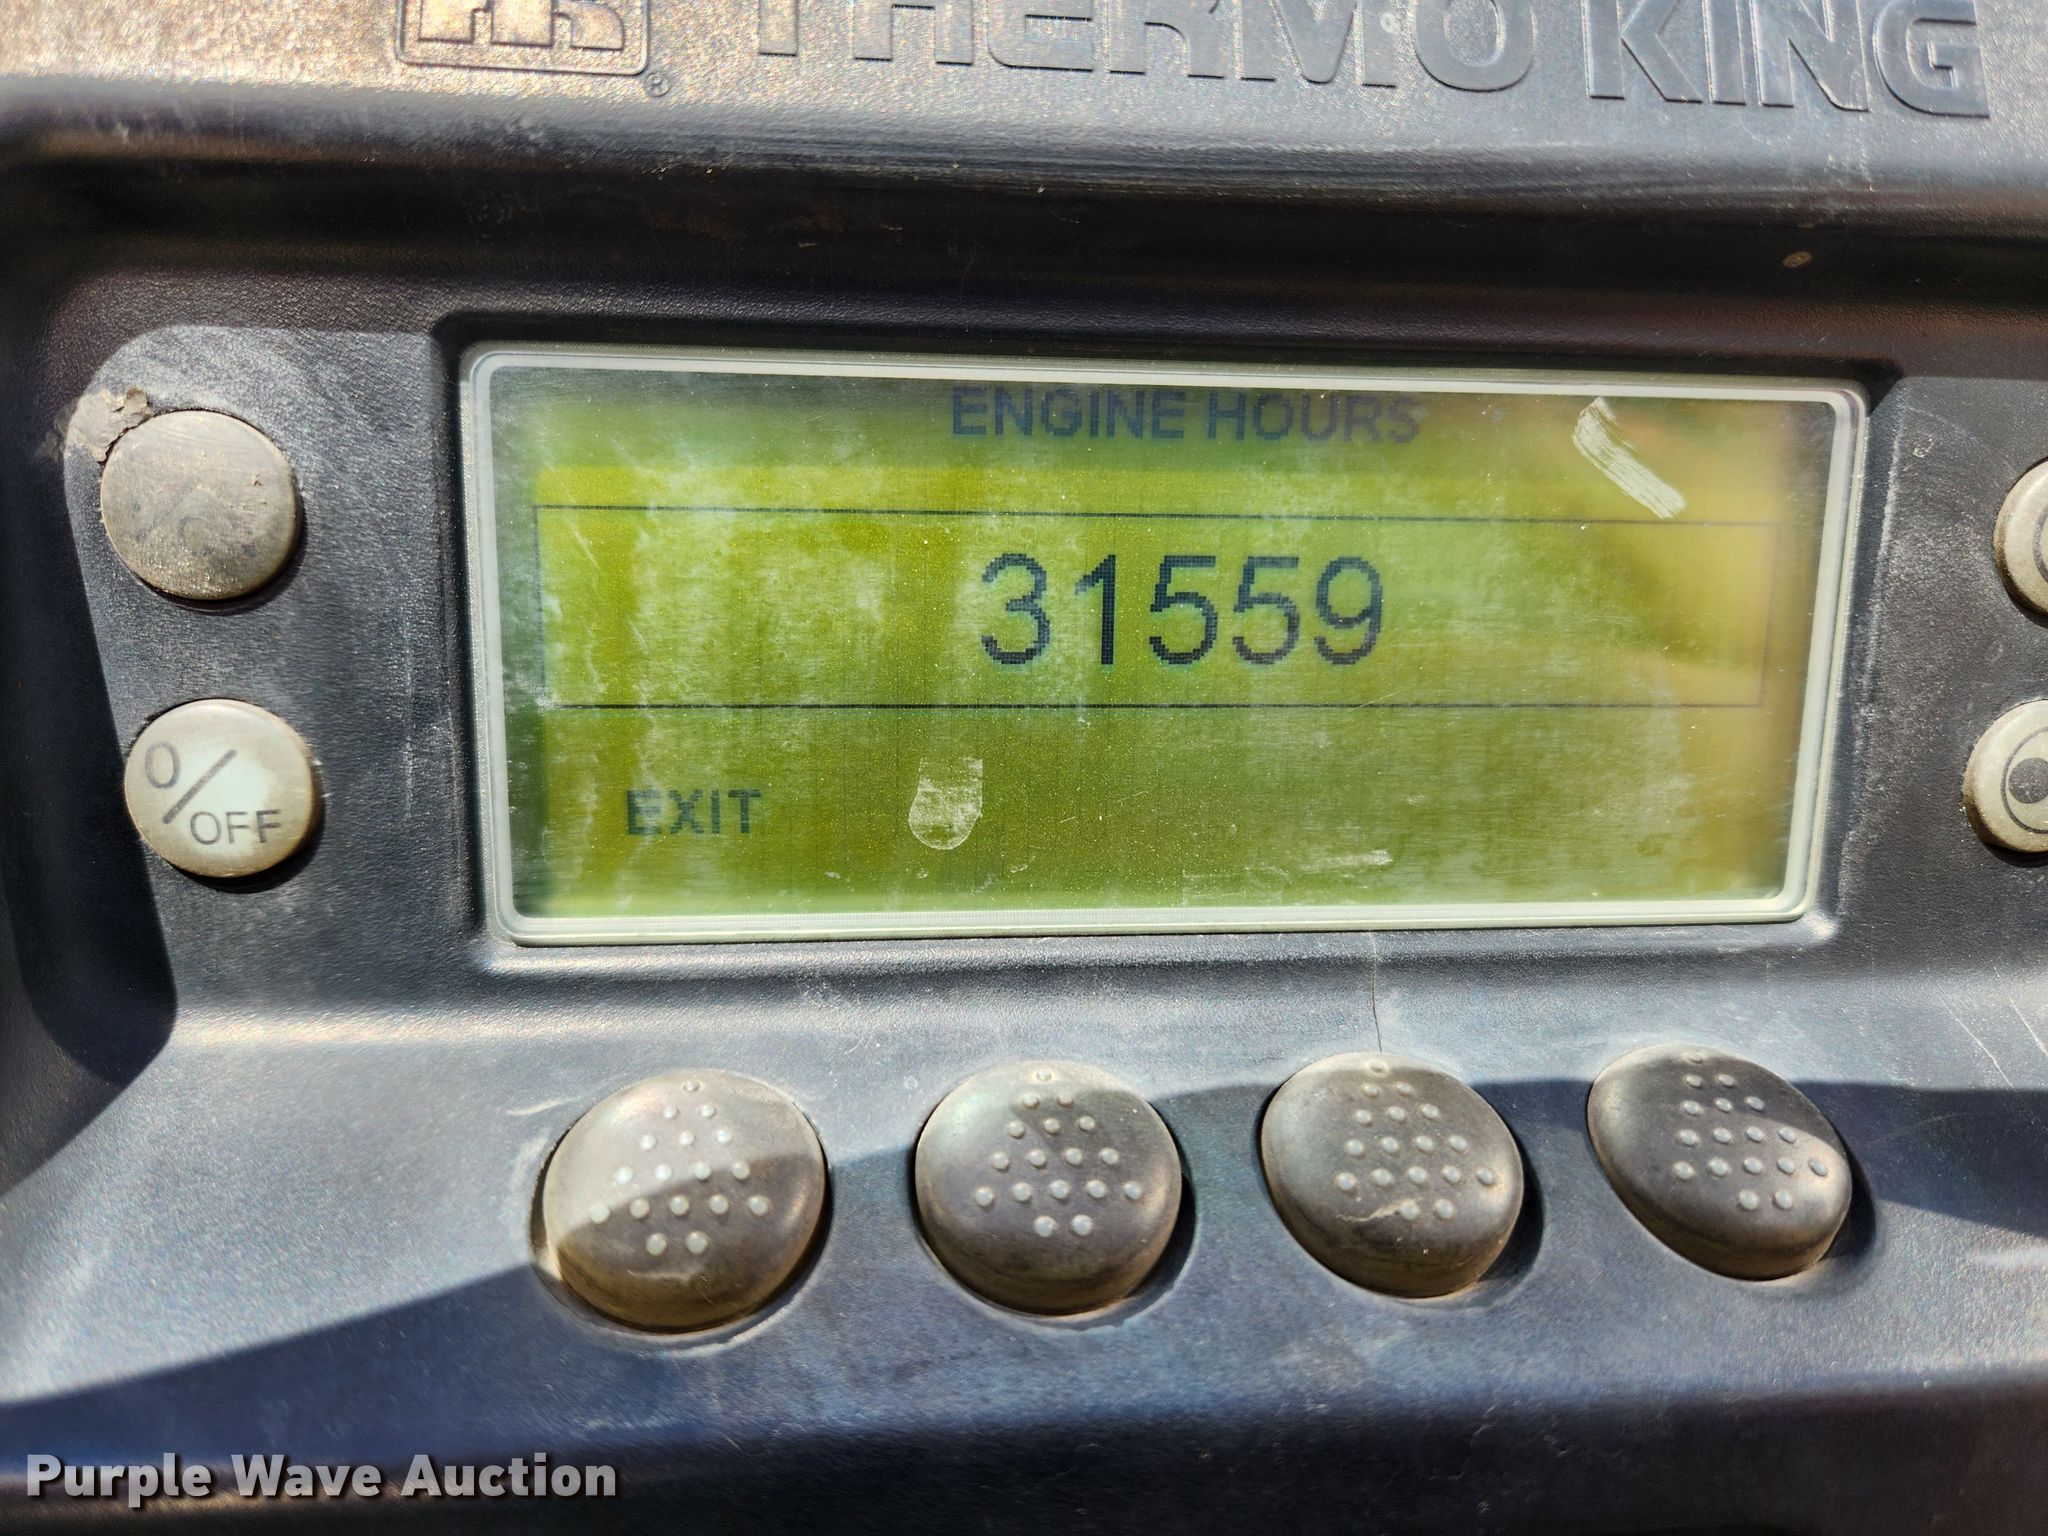 THERMO KING
ENGINE HOURS
31559
O/OFF
EXIT
Purple Wave Auction